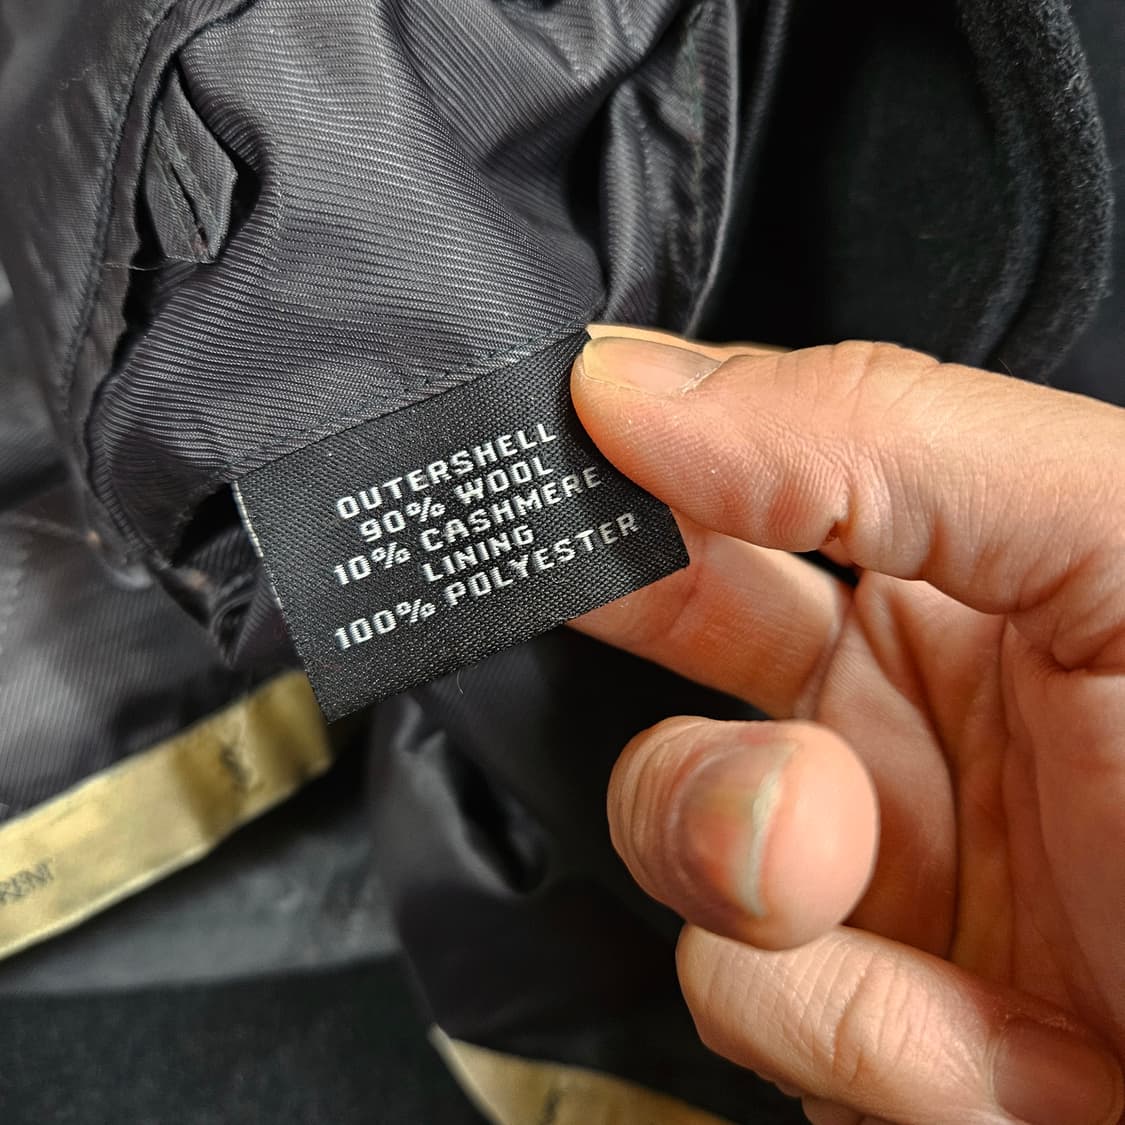 OUTERSHELL
90% WOOL
10% CASHMERE
LINING
100% POLYESTER